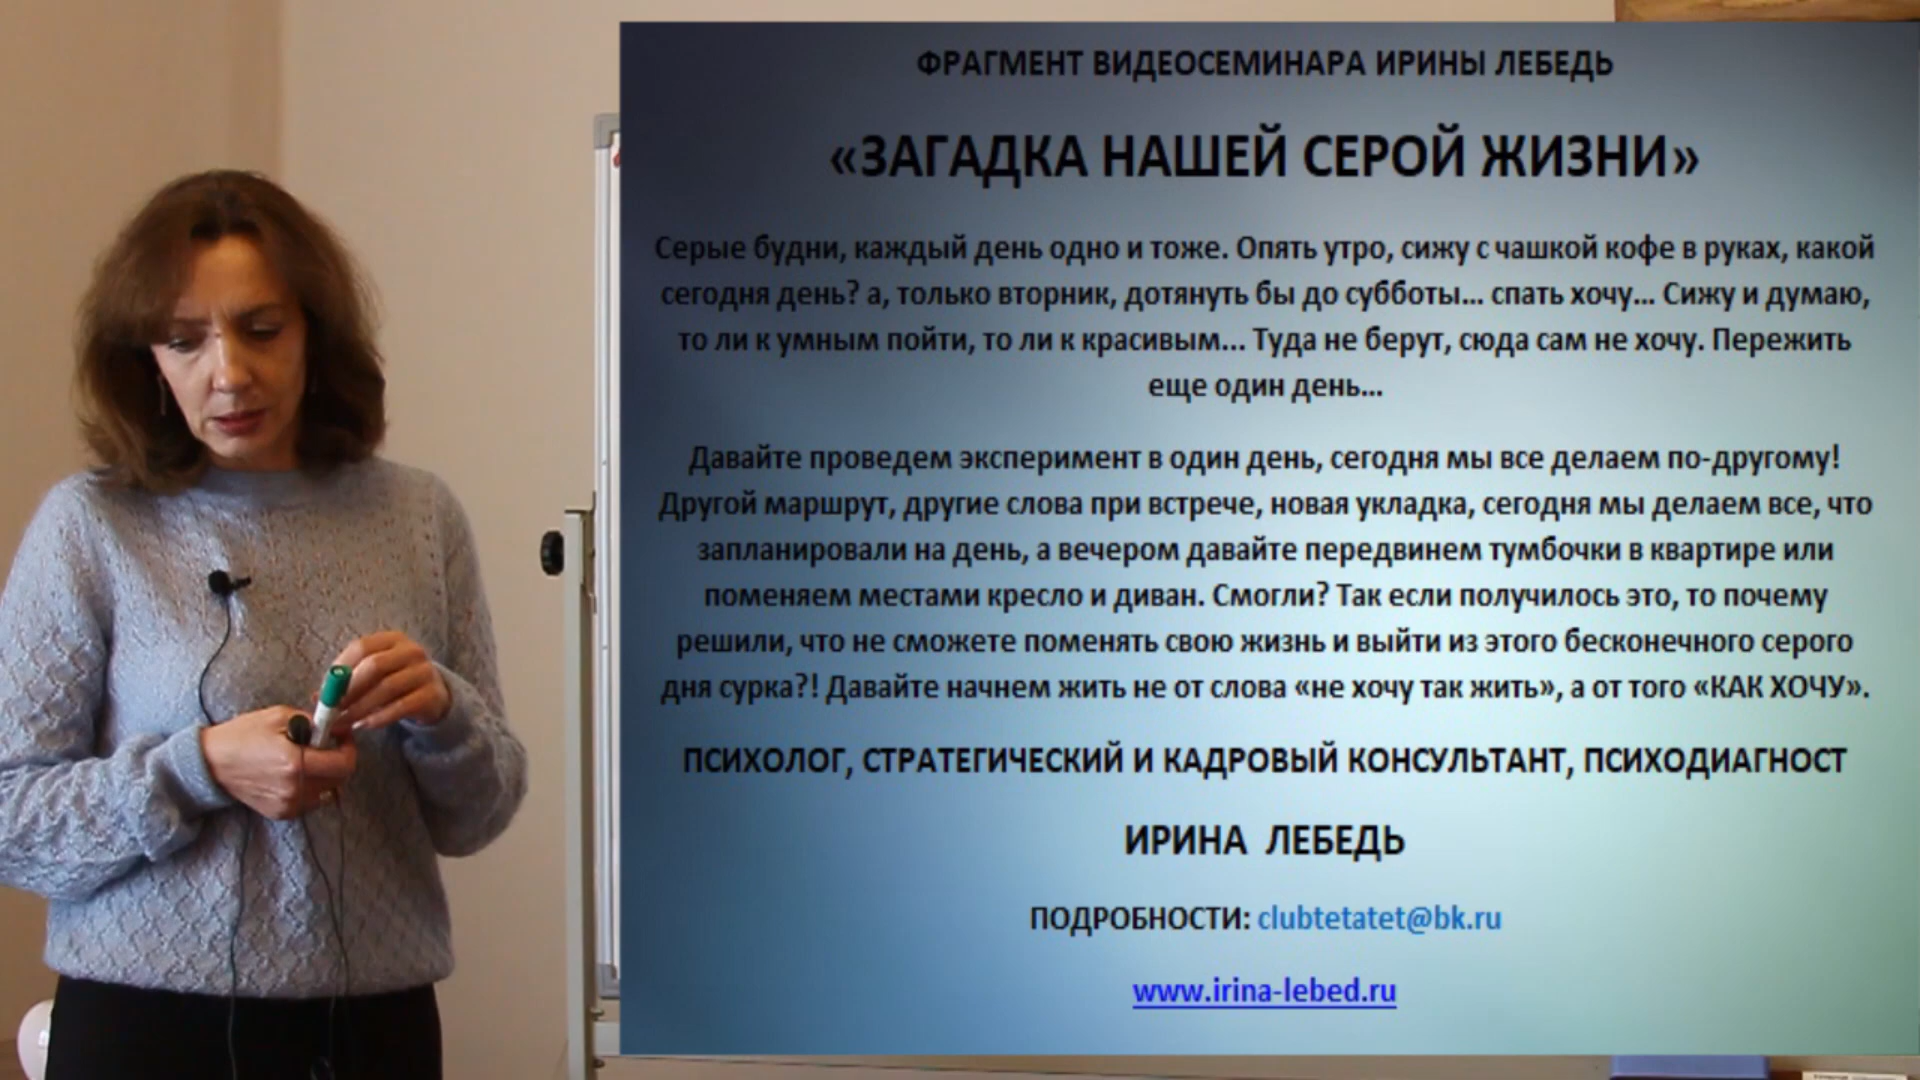 ФРАГМЕНТ ВИДЕОСЕМИНАРА ИРИНЫ ЛЕБЕДЬ
«ЗАГАДКА НАШЕЙ СЕРОЙ ЖИЗНИ»
Серые будни, каждый день одно и тоже. Опять утро, сижу с чашкой кофе в руках, какой
сегодня день? а, только вторник, дотянуть бы до субботы... спать хочу... Сижу и думаю,
то ли к умным пойти, то ли к красивым... Туда не берут, сюда сам не хочу. Пережить
еще один день...
Давайте проведем эксперимент в один день, сегодня мы все делаем по-другому!
Другой маршрут, другие слова при встрече, новая укладка, сегодня мы делаем все, что
запланировали на день, а вечером давайте передвинем тумбочки в квартире или
поменяем местами кресло и диван. Смогли? Так если получилось это, то почему
решили, что не сможете поменять свою жизнь и выйти из этого бесконечного серого
дня сурка?! Давайте начнем жить не от слова «не хочу так жить», а от того «КАК ХОЧУ».
ПСИХОЛОГ, СТРАТЕГИЧЕСКИЙ И КАДРОВЫЙ КОНСУЛЬТАНТ, ПСИХОДИАГНОСТ
ИРИНА ЛЕБЕДЬ
ПОДРОБНОСТИ: clubtetatet@bk.ru
www.irina-lebed.ru